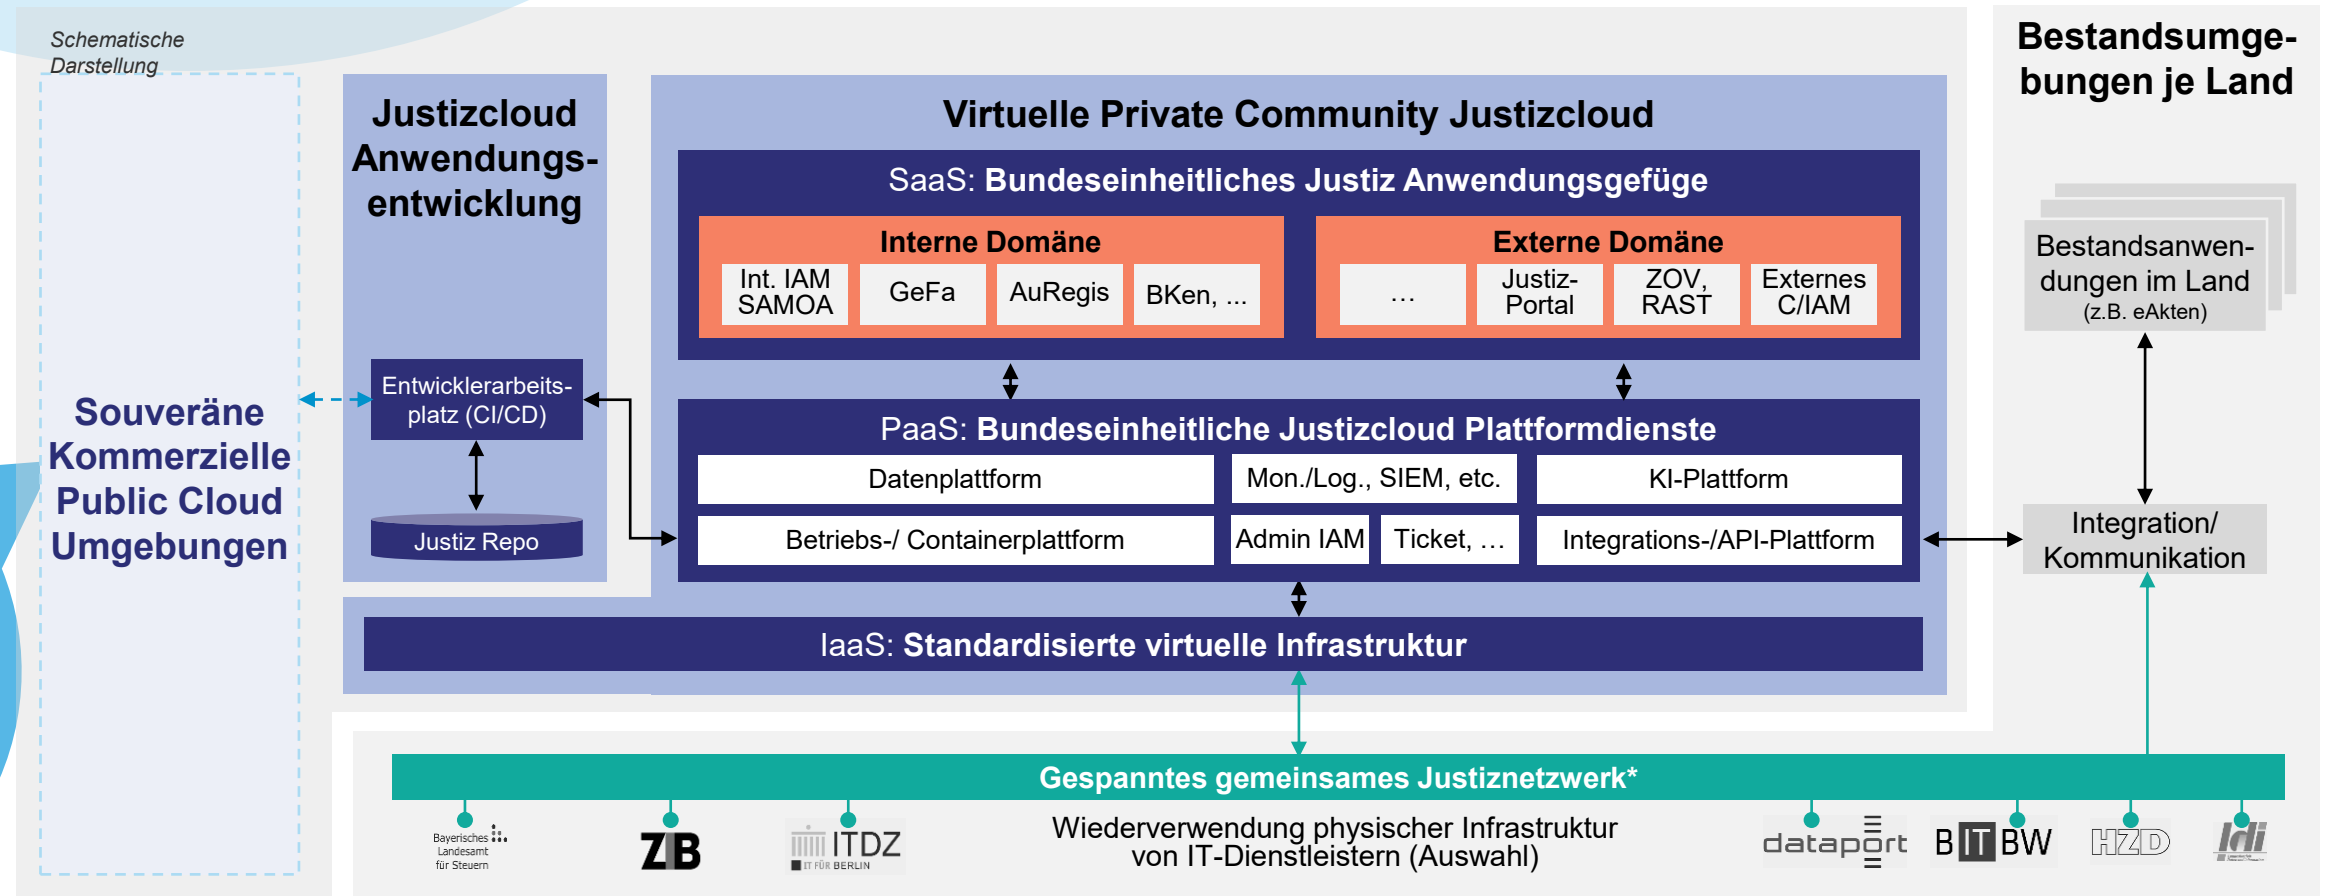 Schematische
Darstellung
Souveräne
Kommerzielle
Public Cloud
Umgebungen
Justizcloud
Anwendungs-
entwicklung
Entwicklerarbeits-
platz (CI/CD)
Justiz Repo
Virtuelle Private Community Justizcloud
SaaS: Bundeseinheitliches Justiz Anwendungsgefüge
Interne Domäne
Int. IAM
SAMOA
GeFa
AuRegis
BKen, ...
Externe Domäne
...
Justiz-
Portal
ZOV,
RAST
Externes
C/IAM
PaaS: Bundeseinheitliche Justizcloud Plattformdienste
Datenplattform
Mon./Log., SIEM, etc.
KI-Plattform
Betriebs-/ Containerplattform
Admin IAM
Ticket, ...
Integrations-/API-Plattform
IaaS: Standardisierte virtuelle Infrastruktur
Bestandsumge-
bungen je Land
Bestandsanwen-
dungen im Land
(z.B. eAkten)
Integration/
Kommunikation
Gespanntes gemeinsames Justiznetzwerk*
Bayerisches
Landesamt
für Steuern
ZIB
ITDZ
IT FÜR BERLIN
Wiederverwendung physischer Infrastruktur
von IT-Dienstleistern (Auswahl)
dataport
BITBW
HZD
ldi